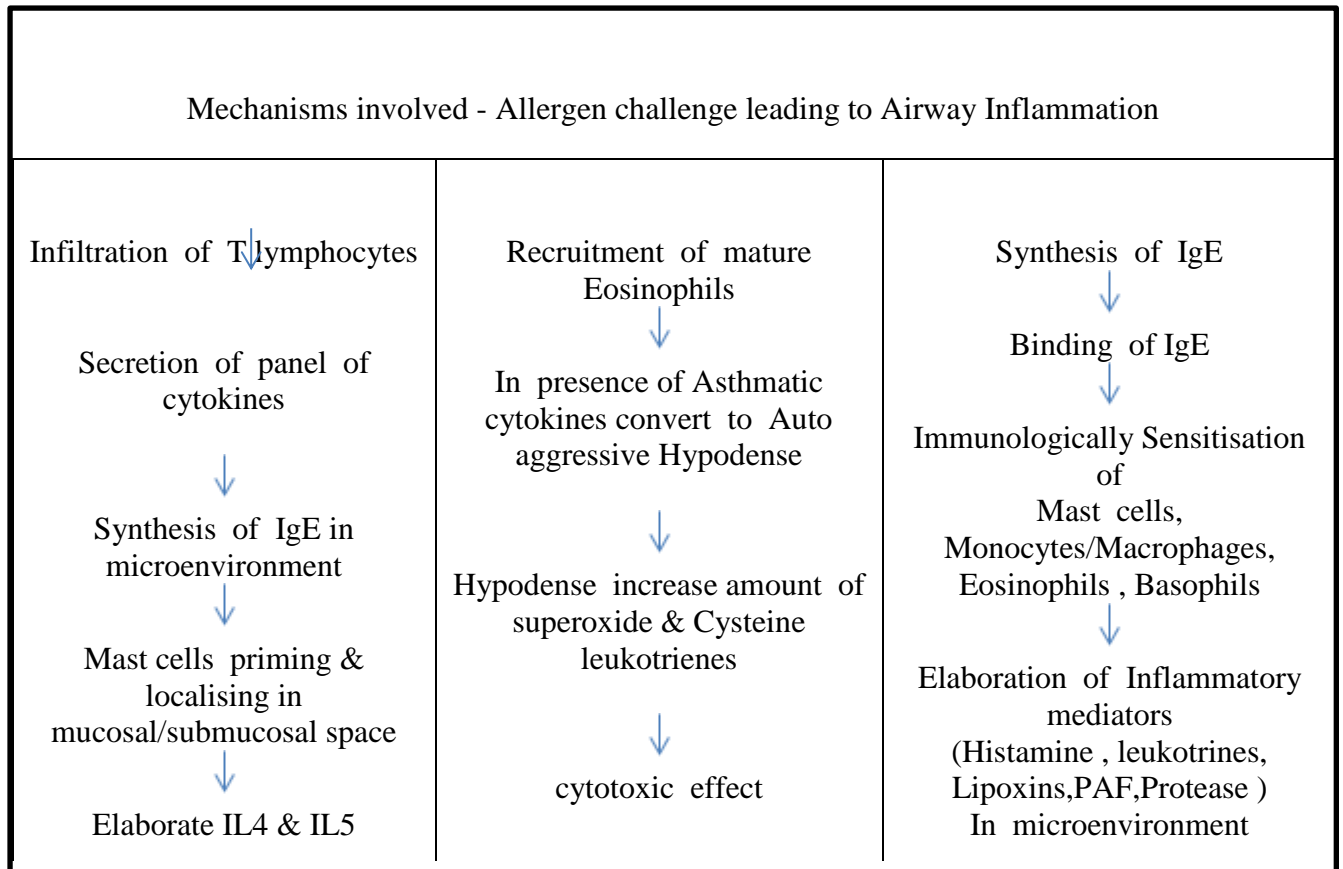 Mechanisms involved - Allergen challenge leading to Airway Inflammation
Infiltration of T lymphocytes
Secretion of panel of
cytokines
Synthesis of IgE in
microenvironment
Mast cells priming &
localising in
mucosal/submucosal space
Elaborate IL4 & IL5
Recruitment of mature
Eosinophils
In presence of Asthmatic
cytokines convert to Auto
aggressive Hypodense
Hypodense increase amount of
superoxide & Cysteine
leukotrienes
cytotoxic effect
Synthesis of IgE
Binding of IgE
Immunologically Sensitisation
of
Mast cells,
Monocytes/Macrophages,
Eosinophils , Basophils
Elaboration of Inflammatory
mediators
(Histamine , leukotrines,
Lipoxins,PAF,Protease )
In microenvironment